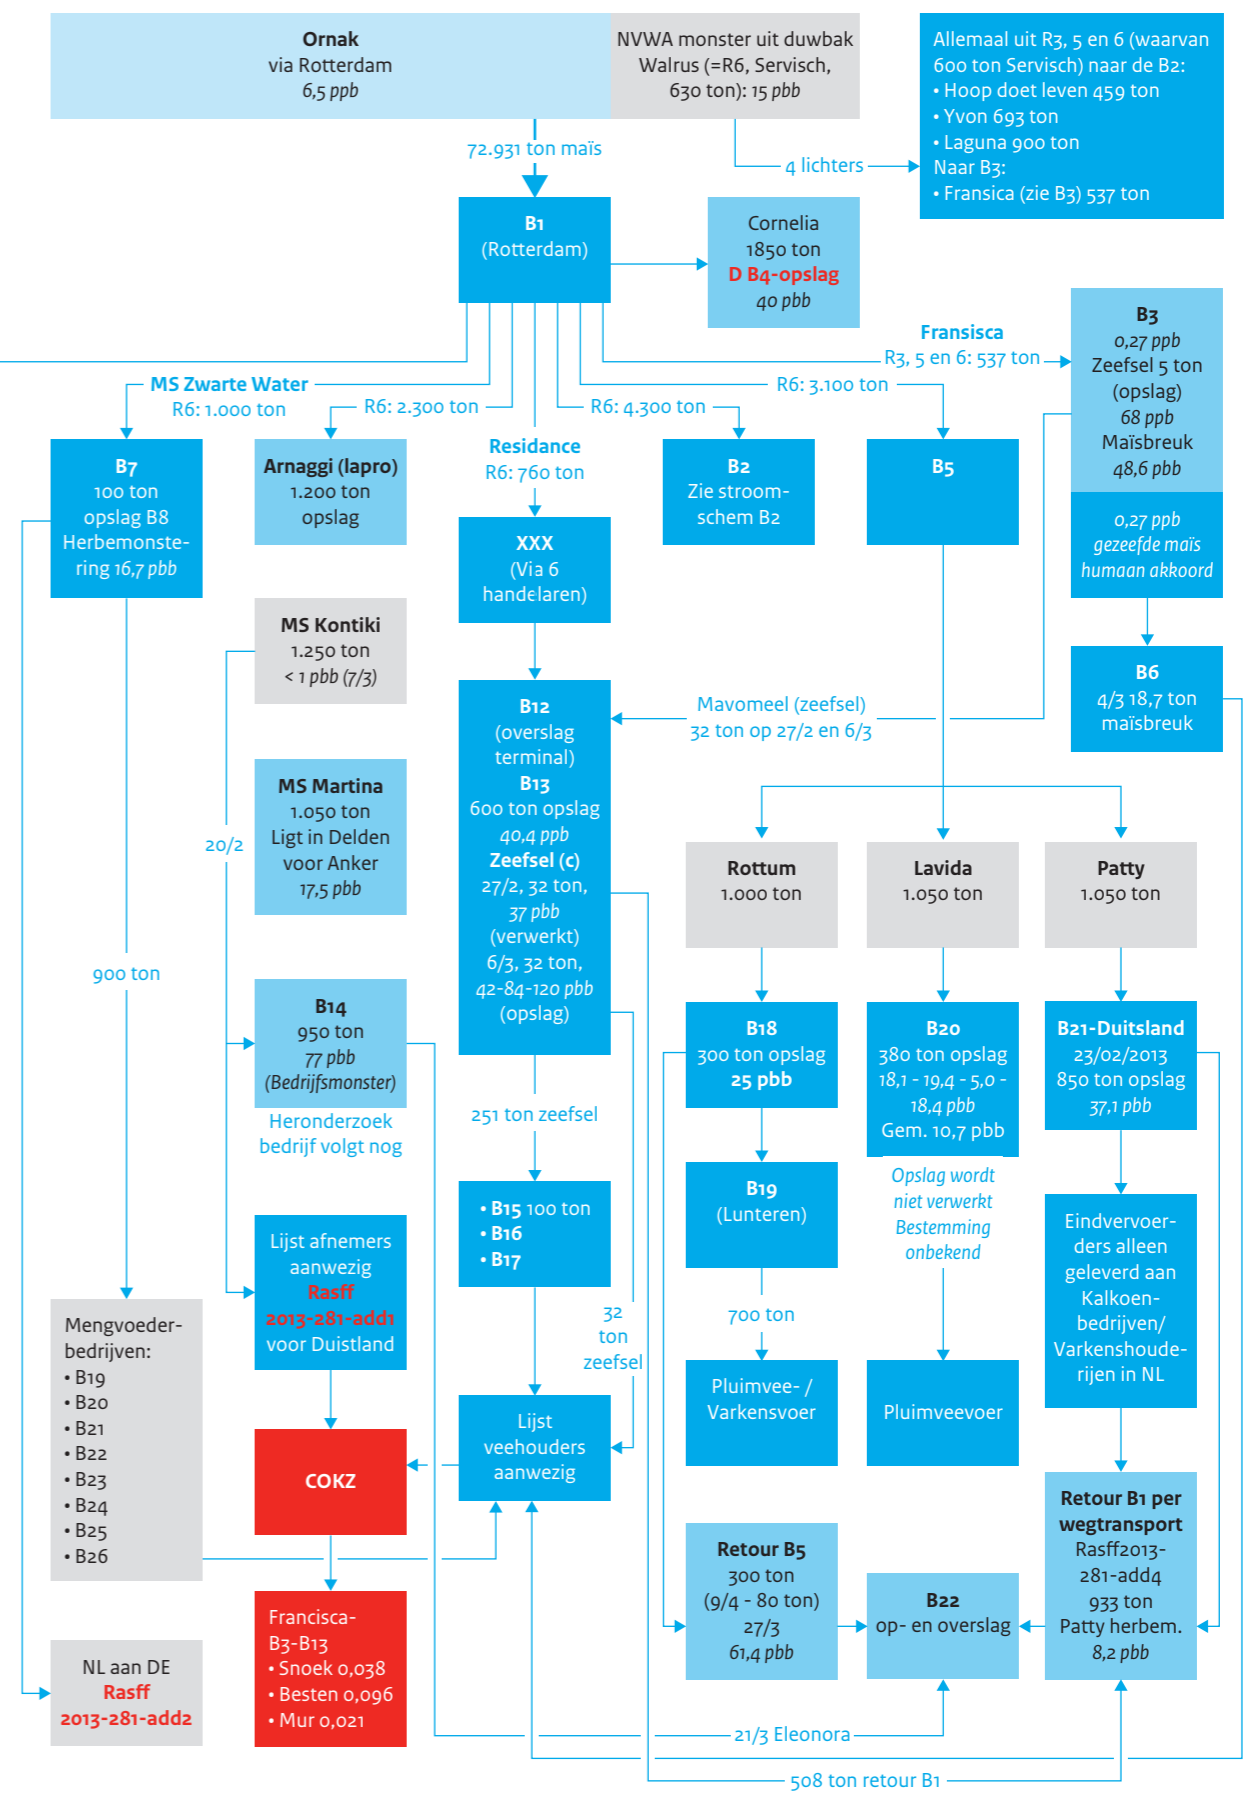 Ornak
via Rotterdam
6,5 ppb
NVWA monster uit duwbak
Walrus (=R6, Servisch,
630 ton): 15 pbb
Allemaal uit R3, 5 en 6 (waarvan
600 ton Servisch) naar de B2:
• Hoop doet leven 459 ton
• Yvon 693 ton
• Laguna 900 ton
Naar B3:
• Fransica (zie B3) 537 ton
72.931 ton maïs
4 lichters
B1
(Rotterdam)
Cornelia
1850 ton
D B4-opslag
40 pbb
Fransisca
R3, 5 en 6: 537 ton
B3
0,27 ppb
Zeefsel 5 ton
(opslag)
68 ppb
Maïsbreuk
48,6 pbb
0,27 ppb
gezeefde maïs
humaan akkoord
MS Zwarte Water
R6: 1.000 ton
R6: 2.300 ton
Residance
R6: 760 ton
R6: 4.300 ton
R6: 3.100 ton
B7
100 ton
opslag B8
Herbemonste-
ring 16,7 pbb
Arnaggi (lapro)
1.200 ton
opslag
XXX
(Via 6
handelaren)
B2
Zie stroom-
schem B2
B5
B6
4/3 18,7 ton
maïsbreuk
MS Kontiki
1.250 ton
< 1 pbb (7/3)
MS Martina
1.050 ton
Ligt in Delden
voor Anker
17,5 pbb
20/2
B12
(overslag
terminal)
B13
600 ton opslag
40,4 ppb
Zeefsel (c)
27/2, 32 ton,
37 pbb
(verwerkt)
6/3, 32 ton,
42-84-120 pbb
(opslag)
Mavomeel (zeefsel)
32 ton op 27/2 en 6/3
Rottum
1.000 ton
Lavida
1.050 ton
Patty
1.050 ton
900 ton
B14
950 ton
77 pbb
(Bedrijfsmonster)
Heronderzoek
bedrijf volgt nog
251 ton zeefsel
B18
300 ton opslag
25 pbb
B20
380 ton opslag
18,1 - 19,4 - 5,0 -
18,4 pbb
Gem. 10,7 pbb
Opslag wordt
niet verwerkt
Bestemming
onbekend
B21-Duitsland
23/02/2013
850 ton opslag
37,1 pbb
• B15 100 ton
• B16
• B17
B19
(Lunteren)
Eindvervoer-
ders alleen
geleverd aan
Kalkoen-
bedrijven/
Varkenshoude-
rijen in NL
Lijst afnemers
aanwezig
Rasff
2013-281-add1
voor Duistland
32
ton
zeefsel
700 ton
Mengvoeder-
bedrijven:
• B19
• B20
• B21
• B22
• B23
• B24
• B25
• B26
Pluimvee- /
Varkensvoer
Pluimveevoer
COKZ
Lijst
veehouders
aanwezig
Retour B1 per
wegtransport
Rasff2013-
281-add4
933 ton
Patty herbem.
8,2 pbb
Retour B5
300 ton
(9/4 - 80 ton)
27/3
61,4 pbb
B22
op- en overslag
Francisca-
B3-B13
• Snoek 0,038
• Besten 0,096
• Mur 0,021
NL aan DE
Rasff
2013-281-add2
21/3 Eleonora
508 ton retour B1